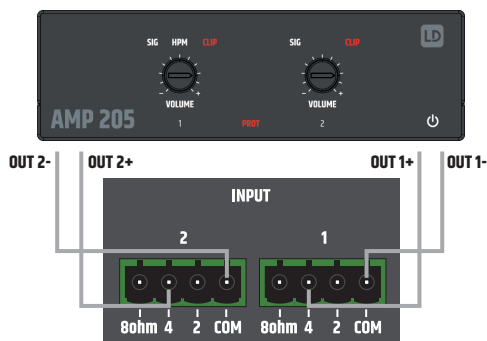 SIG HPM CLIP SIG CLIP LD
- + - +
VOLUME VOLUME
AMP 205 1 PROT 2
OUT 2- OUT 2+ OUT 1+ OUT 1-
INPUT
2 1
8ohm 4 2 COM 8ohm 4 2 COM